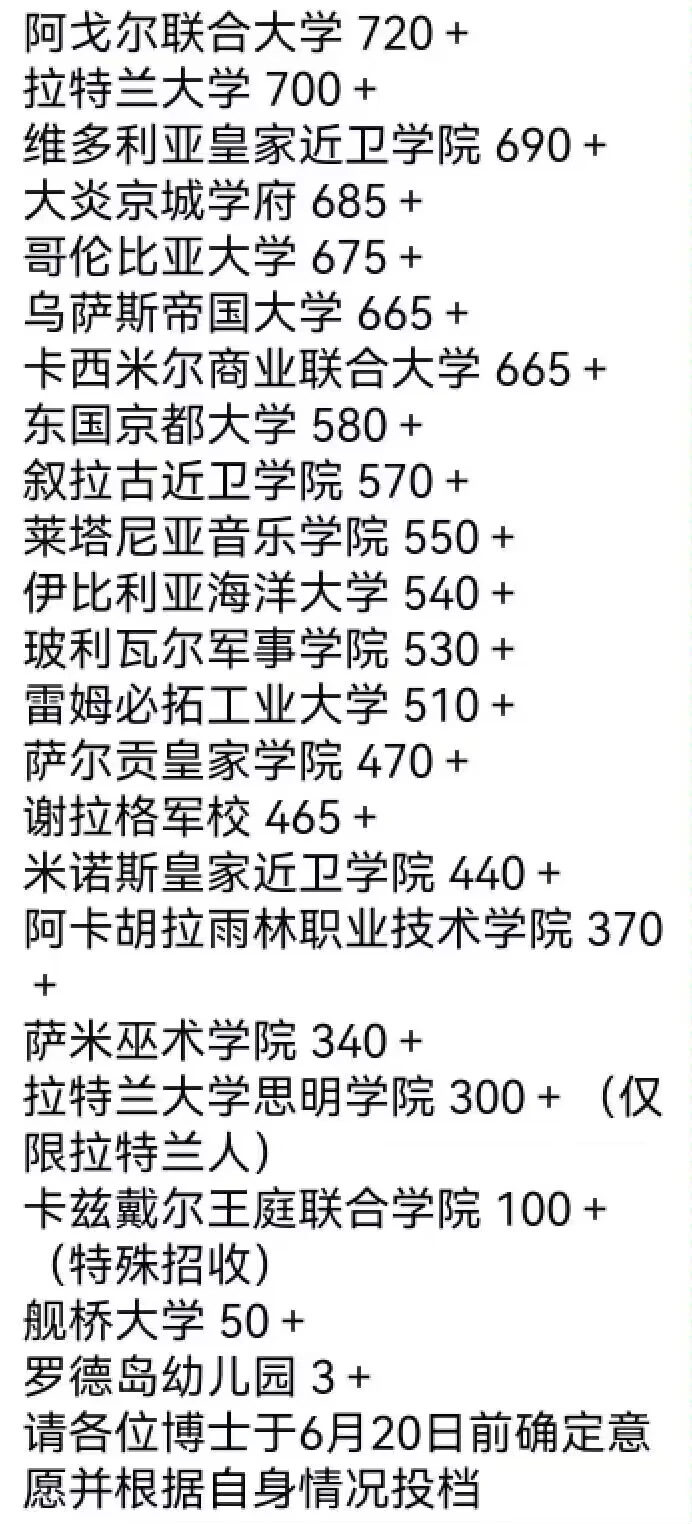 阿戈尔联合大学 720+
拉特兰大学 700+
维多利亚皇家近卫学院 690+
大炎京城学府 685+
哥伦比亚大学 675+
乌萨斯帝国大学 665+
卡西米尔商业联合大学 665+
东国京都大学 580+
叙拉古近卫学院 570+
莱塔尼亚音乐学院 550+
伊比利亚海洋大学 540+
玻利瓦尔军事学院 530+
雷姆必拓工业大学 510+
萨尔贡皇家学院 470+
谢拉格军校 465+
米诺斯皇家近卫学院 440+
阿卡胡拉雨林职业技术学院 370
+
萨米巫术学院 340+
拉特兰大学思明学院 300+（仅
限拉特兰人）
卡兹戴尔王庭联合学院 100+
（特殊招收）
舰桥大学 50+
罗德岛幼儿园 3+
请各位博士于6月20日前确定意
愿并根据自身情况投档